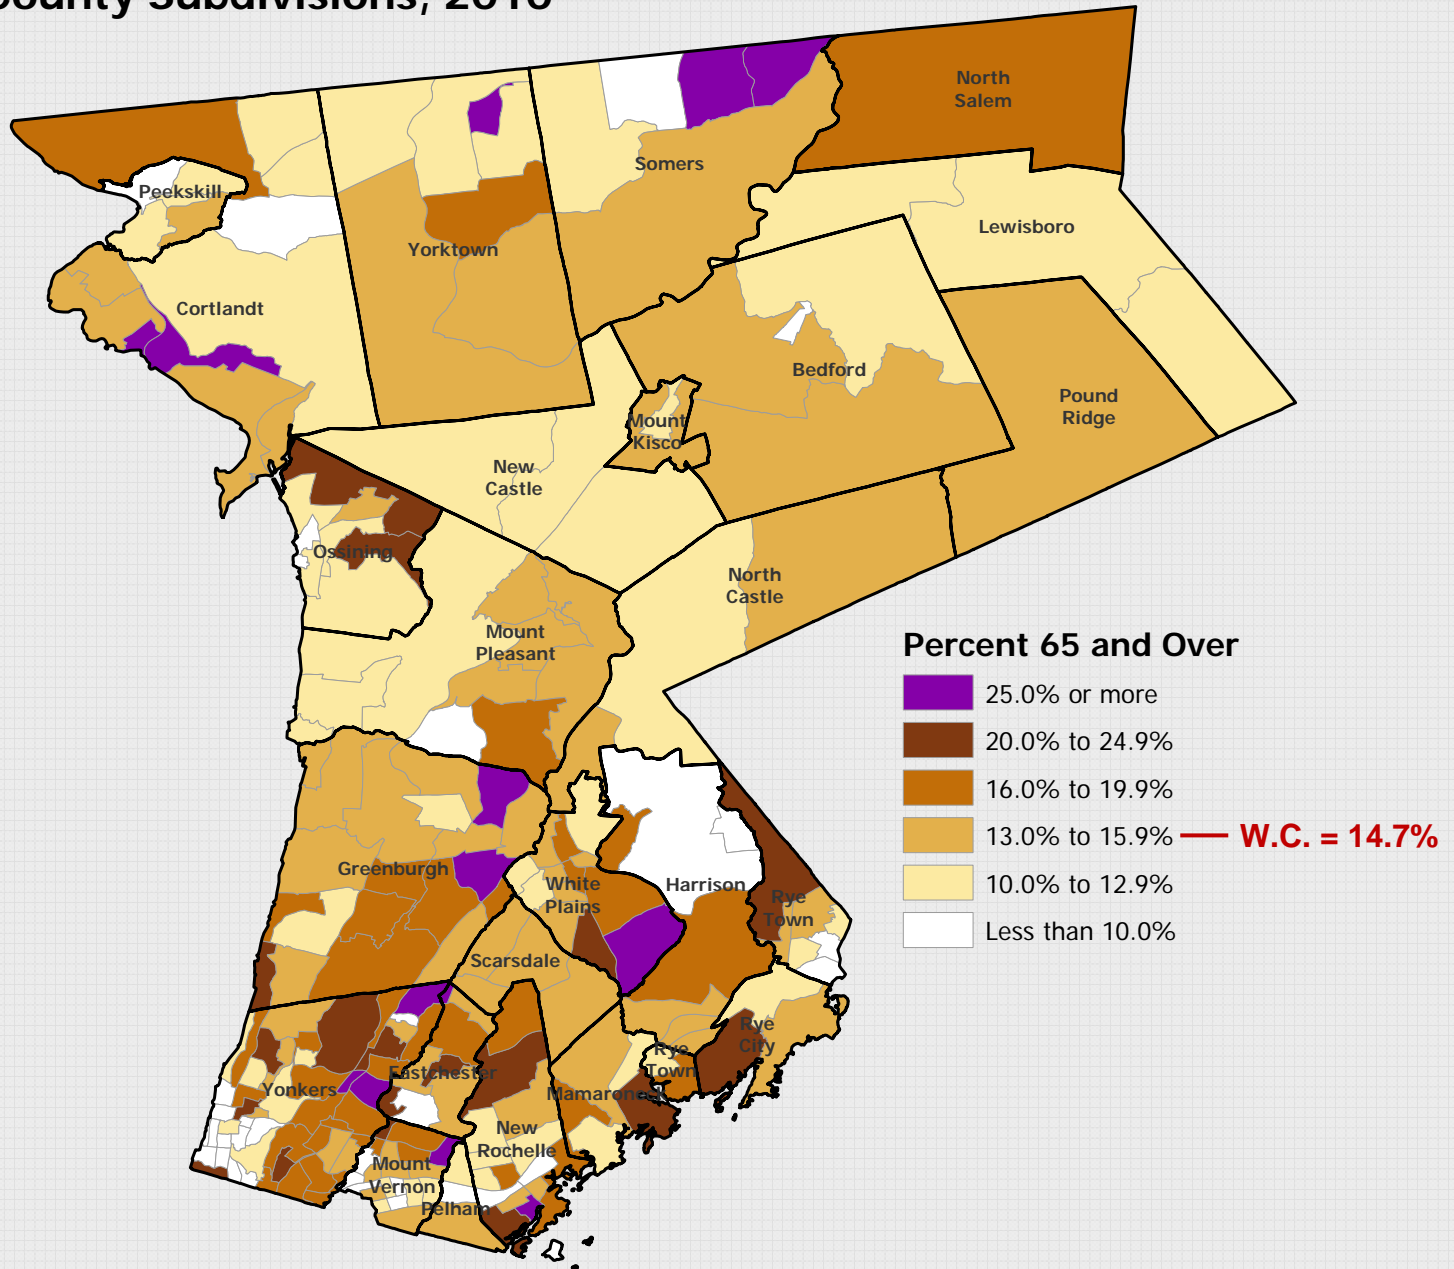 County Subdivisions, 2010
North
Salem
Somers
Peekskill
Lewisboro
Yorktown
Cortlandt
Bedford
Pound
Ridge
Mount
Kisco
New
Castle
Ossining
North
Castle
Mount
Pleasant
Percent 65 and Over
25.0% or more
20.0% to 24.9%
16.0% to 19.9%
13.0% to 15.9% — W.C. = 14.7%
10.0% to 12.9%
Less than 10.0%
Greenburgh
White
Plains
Harrison
Rye
Town
Scarsdale
Rye
City
Rye
Town
Eastchester
Yonkers
Mamaroneck
New
Rochelle
Mount
Vernon
Pelham